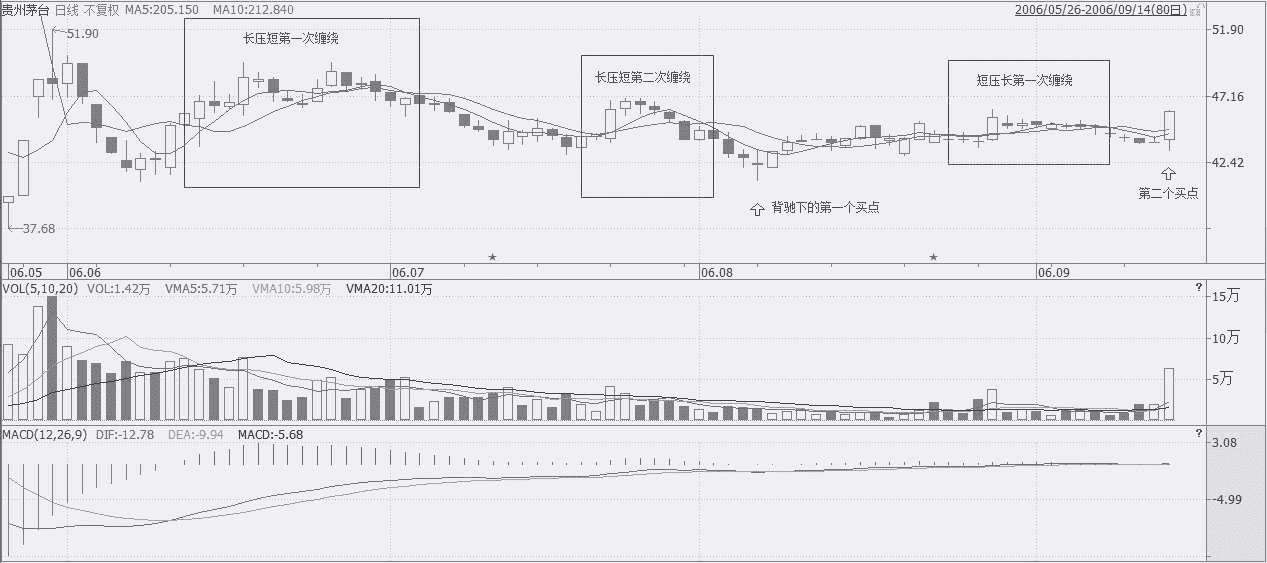 贵州茅台 日线 不复权 MA5:205.150 MA10:212.840 2006/05/26-2006/09/14(80日)
51.90 51.90
长压短第一次缠绕
长压短第二次缠绕 短压长第一次缠绕
47.16
42.42
第二个买点
背驰下的第一个买点
37.68
★ ★
06.05 06.06 06.07 06.08 06.09
VOL(5,10,20) VOL:1.42万 VMA5:5.71万 VMA10:5.98万 VMA20:11.01万 ?
15万
10万
5万
MACD(12,26,9) DIF:-12.78 DEA:-9.94 MACD:-5.68 ?
3.08
-4.99